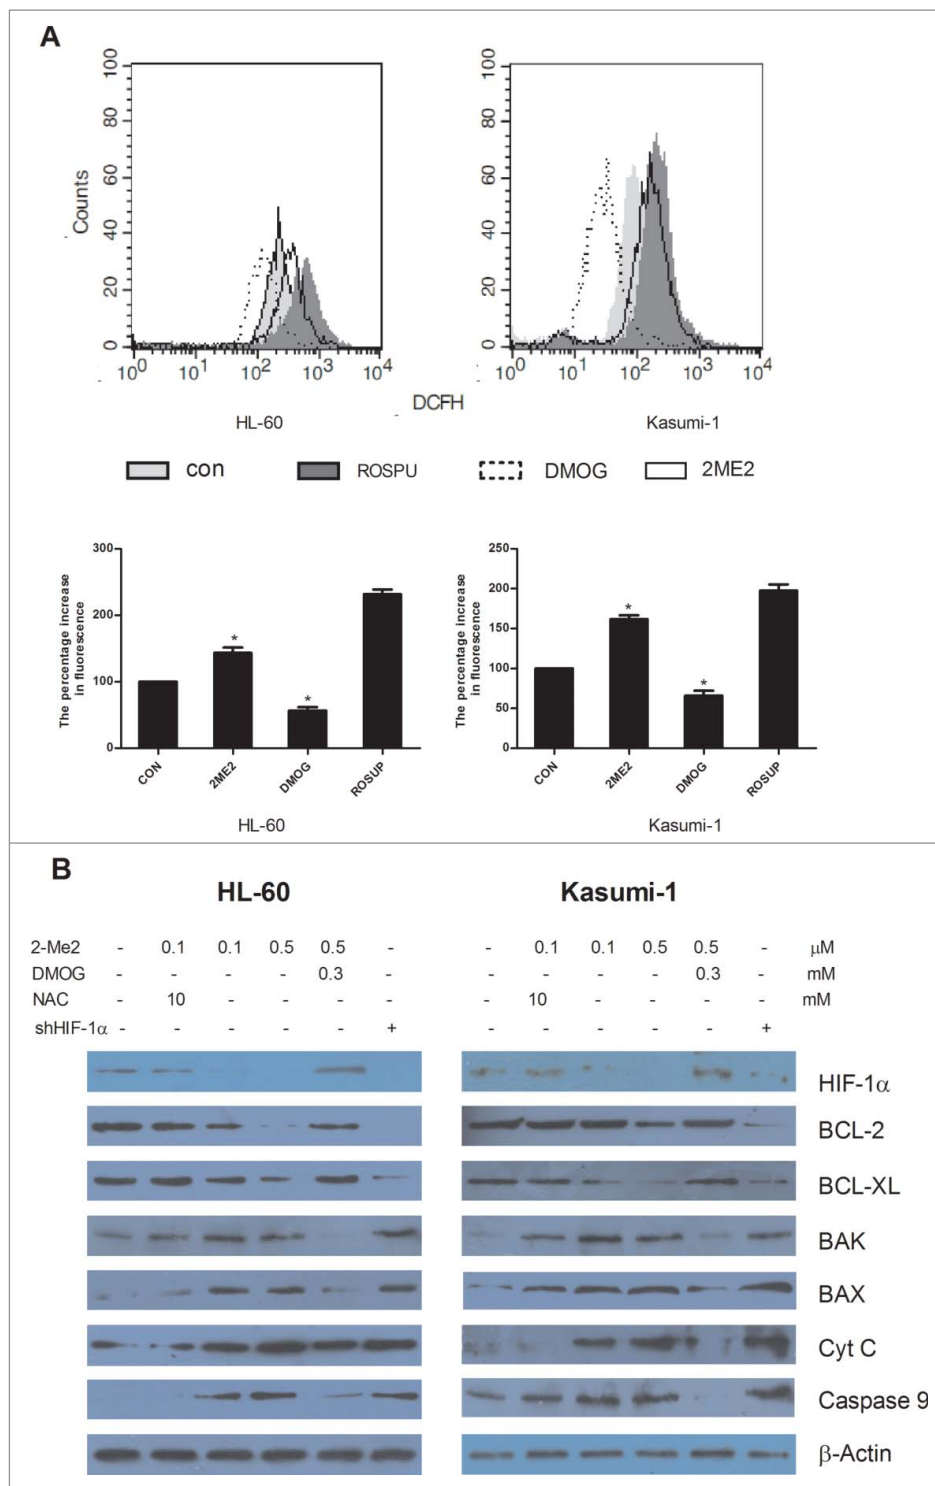 A
Counts
100
80
60
40
20
0
10^0 10^1 10^2 10^3 10^4
HL-60
100
80
60
40
20
0
10^0 10^1 10^2 10^3 10^4
Kasumi-1
DCFH
con ROSPU DMOG 2ME2
The percentage increase
in fluorescence
300
200
100
0
* *
CON 2ME2 DMOG ROSUP
HL-60
The percentage increase
in fluorescence
250
200
150
100
50
0
* *
CON 2ME2 DMOG ROSUP
Kasumi-1
B
HL-60 Kasumi-1
2-Me2 - 0.1 0.1 0.5 0.5 - - 0.1 0.1 0.5 0.5 - μM
DMOG - - - - 0.3 - - - - - 0.3 - mM
NAC - 10 - - - - - 10 - - - - mM
shHIF-1α - - - - - + - - - - - +
HIF-1α
BCL-2
BCL-XL
BAK
BAX
Cyt C
Caspase 9
β-Actin